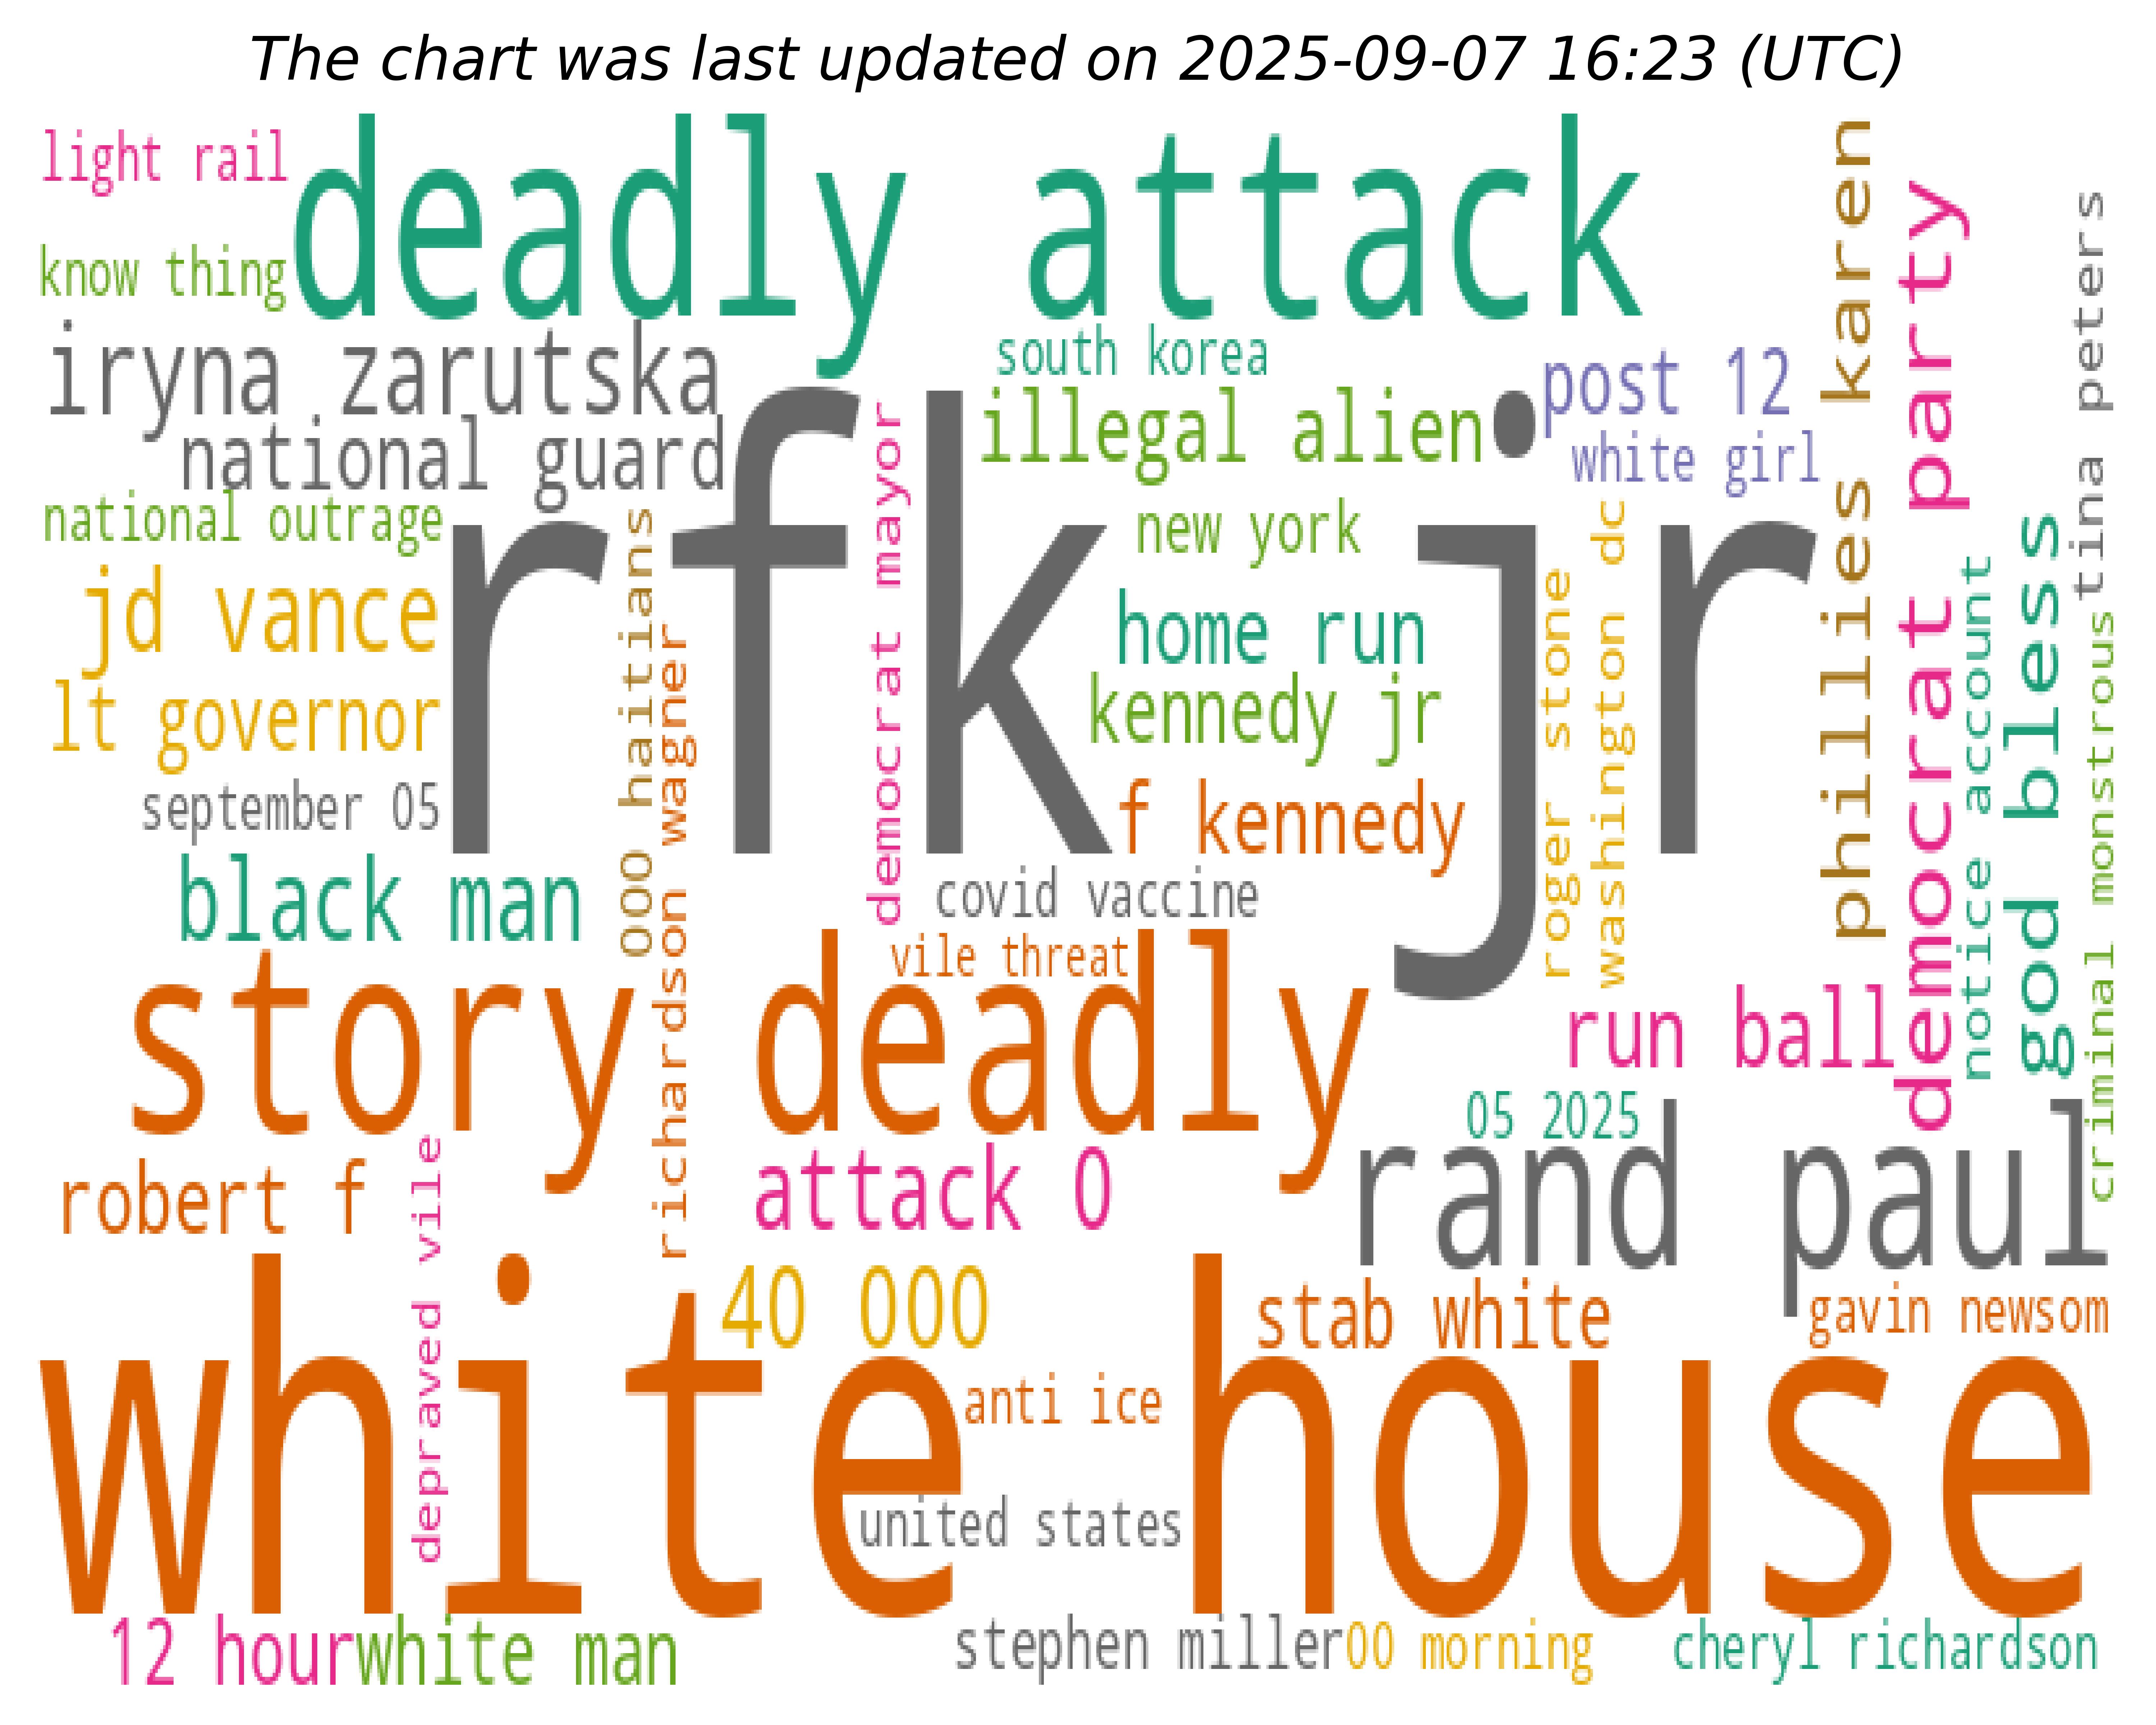 The chart was last updated on 2025-09-07 16:23 (UTC)
light rail
deadly attack
know thing
iryna zarutska
south korea
post 12
phillies karen
democrat party
tina peters
national guard
illegal alien
white girl
national outrage
rfk jr
democrat mayor
new york
000 haitians
jd vance
richardson wagner
home run
roger stone
washington dc
notice account
god bless
criminal monstrous
lt governor
kennedy jr
september 05
f kennedy
black man
covid vaccine
vile threat
story deadly
run ball
05 2025
rand paul
robert f
depraved vile
attack 0
40 000
stab white
gavin newsom
white house
anti ice
united states
12 hour
white man
stephen miller
00 morning
cheryl richardson